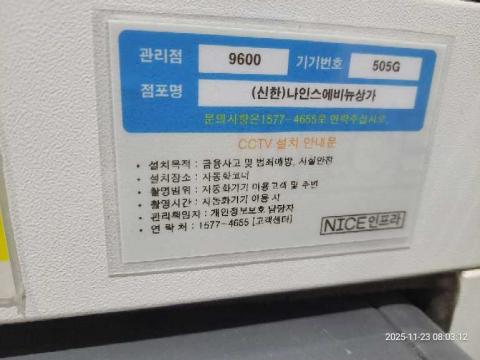 관리점 9600 기기번호 505G
점포명 (신한)나인스에비뉴상가
문의사항은1577-4655로 연락주십시오.
CCTV 설치 안내문
• 설치목적 : 금융사고 및 범죄예방, 시설안전
• 설치장소 : 자동화코너
• 촬영범위 : 자동화기기 이용고객 및 주변
• 촬영시간 : 자동화기기 이용 시
• 관리책임자 : 개인정보보호 담당자
• 연 락 처 : 1577-4655 [고객센터]
NICE인프라
2025-11-23 08:03:12